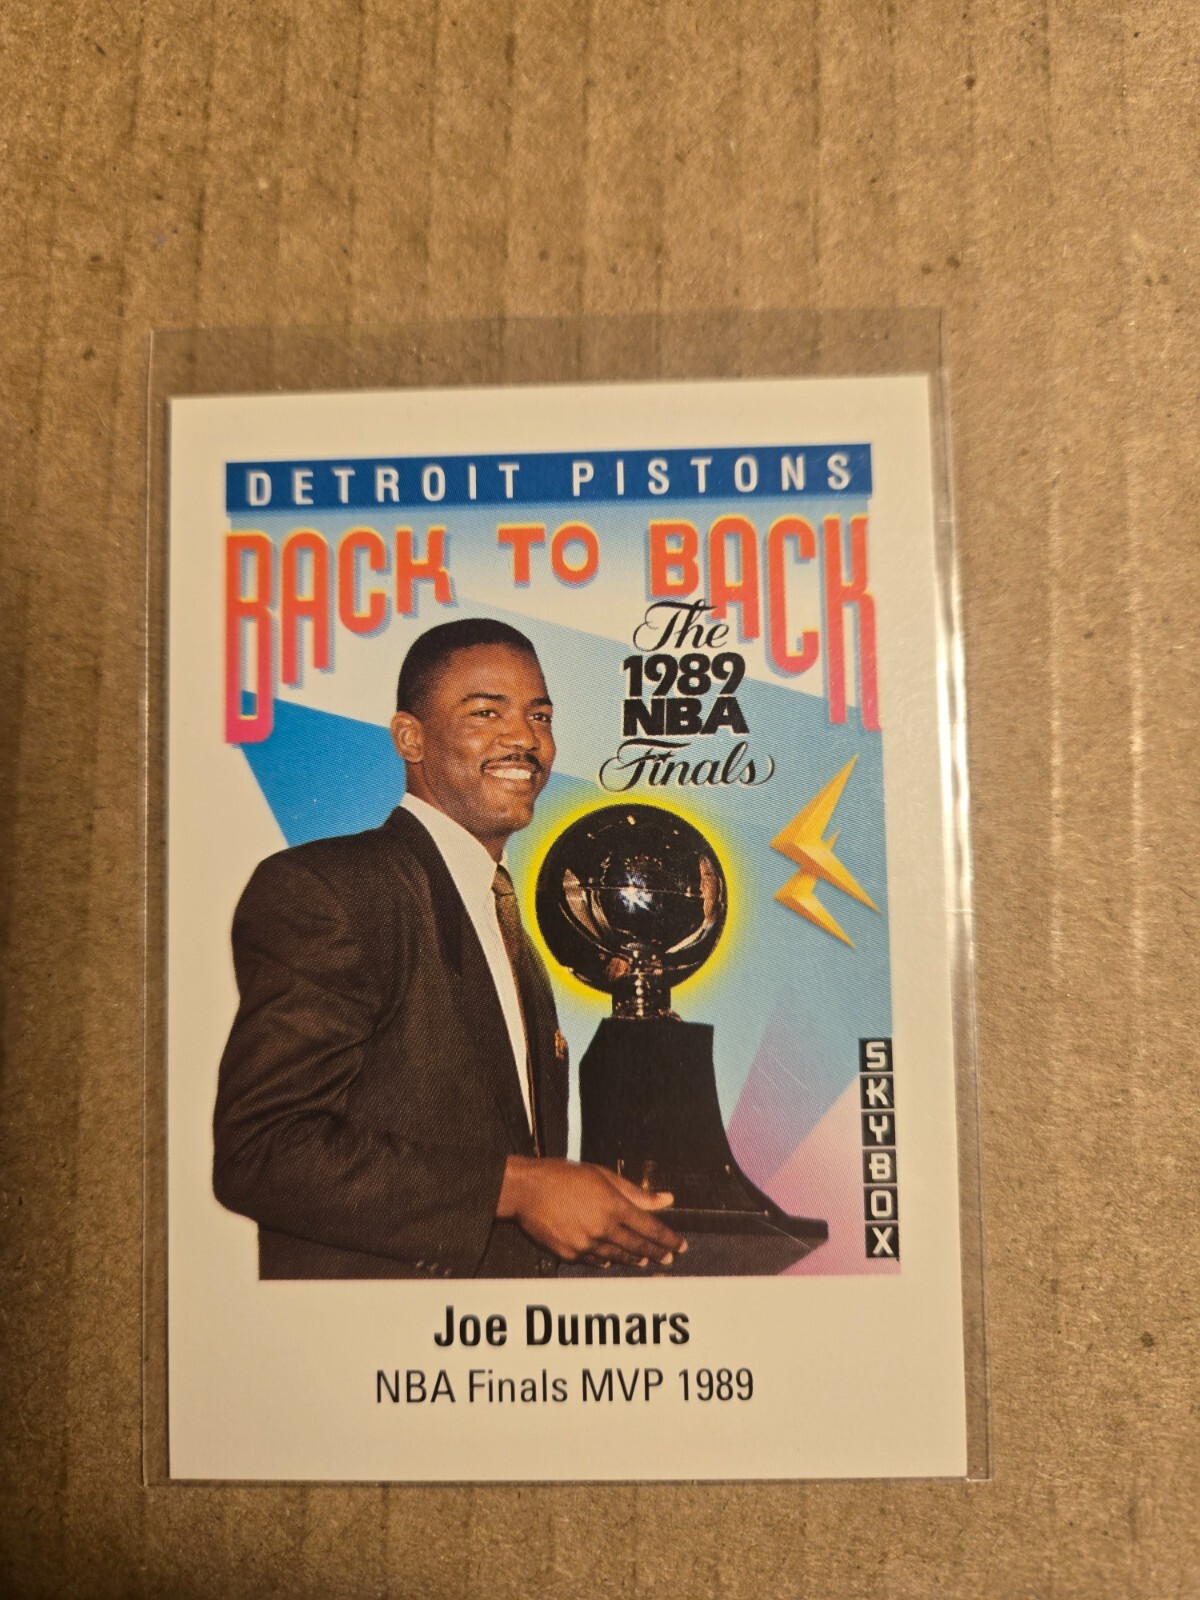 DETROIT PISTONS
BACK TO BACK
The
1989
NBA
Finals
SKYBOX
Joe Dumars
NBA Finals MVP 1989